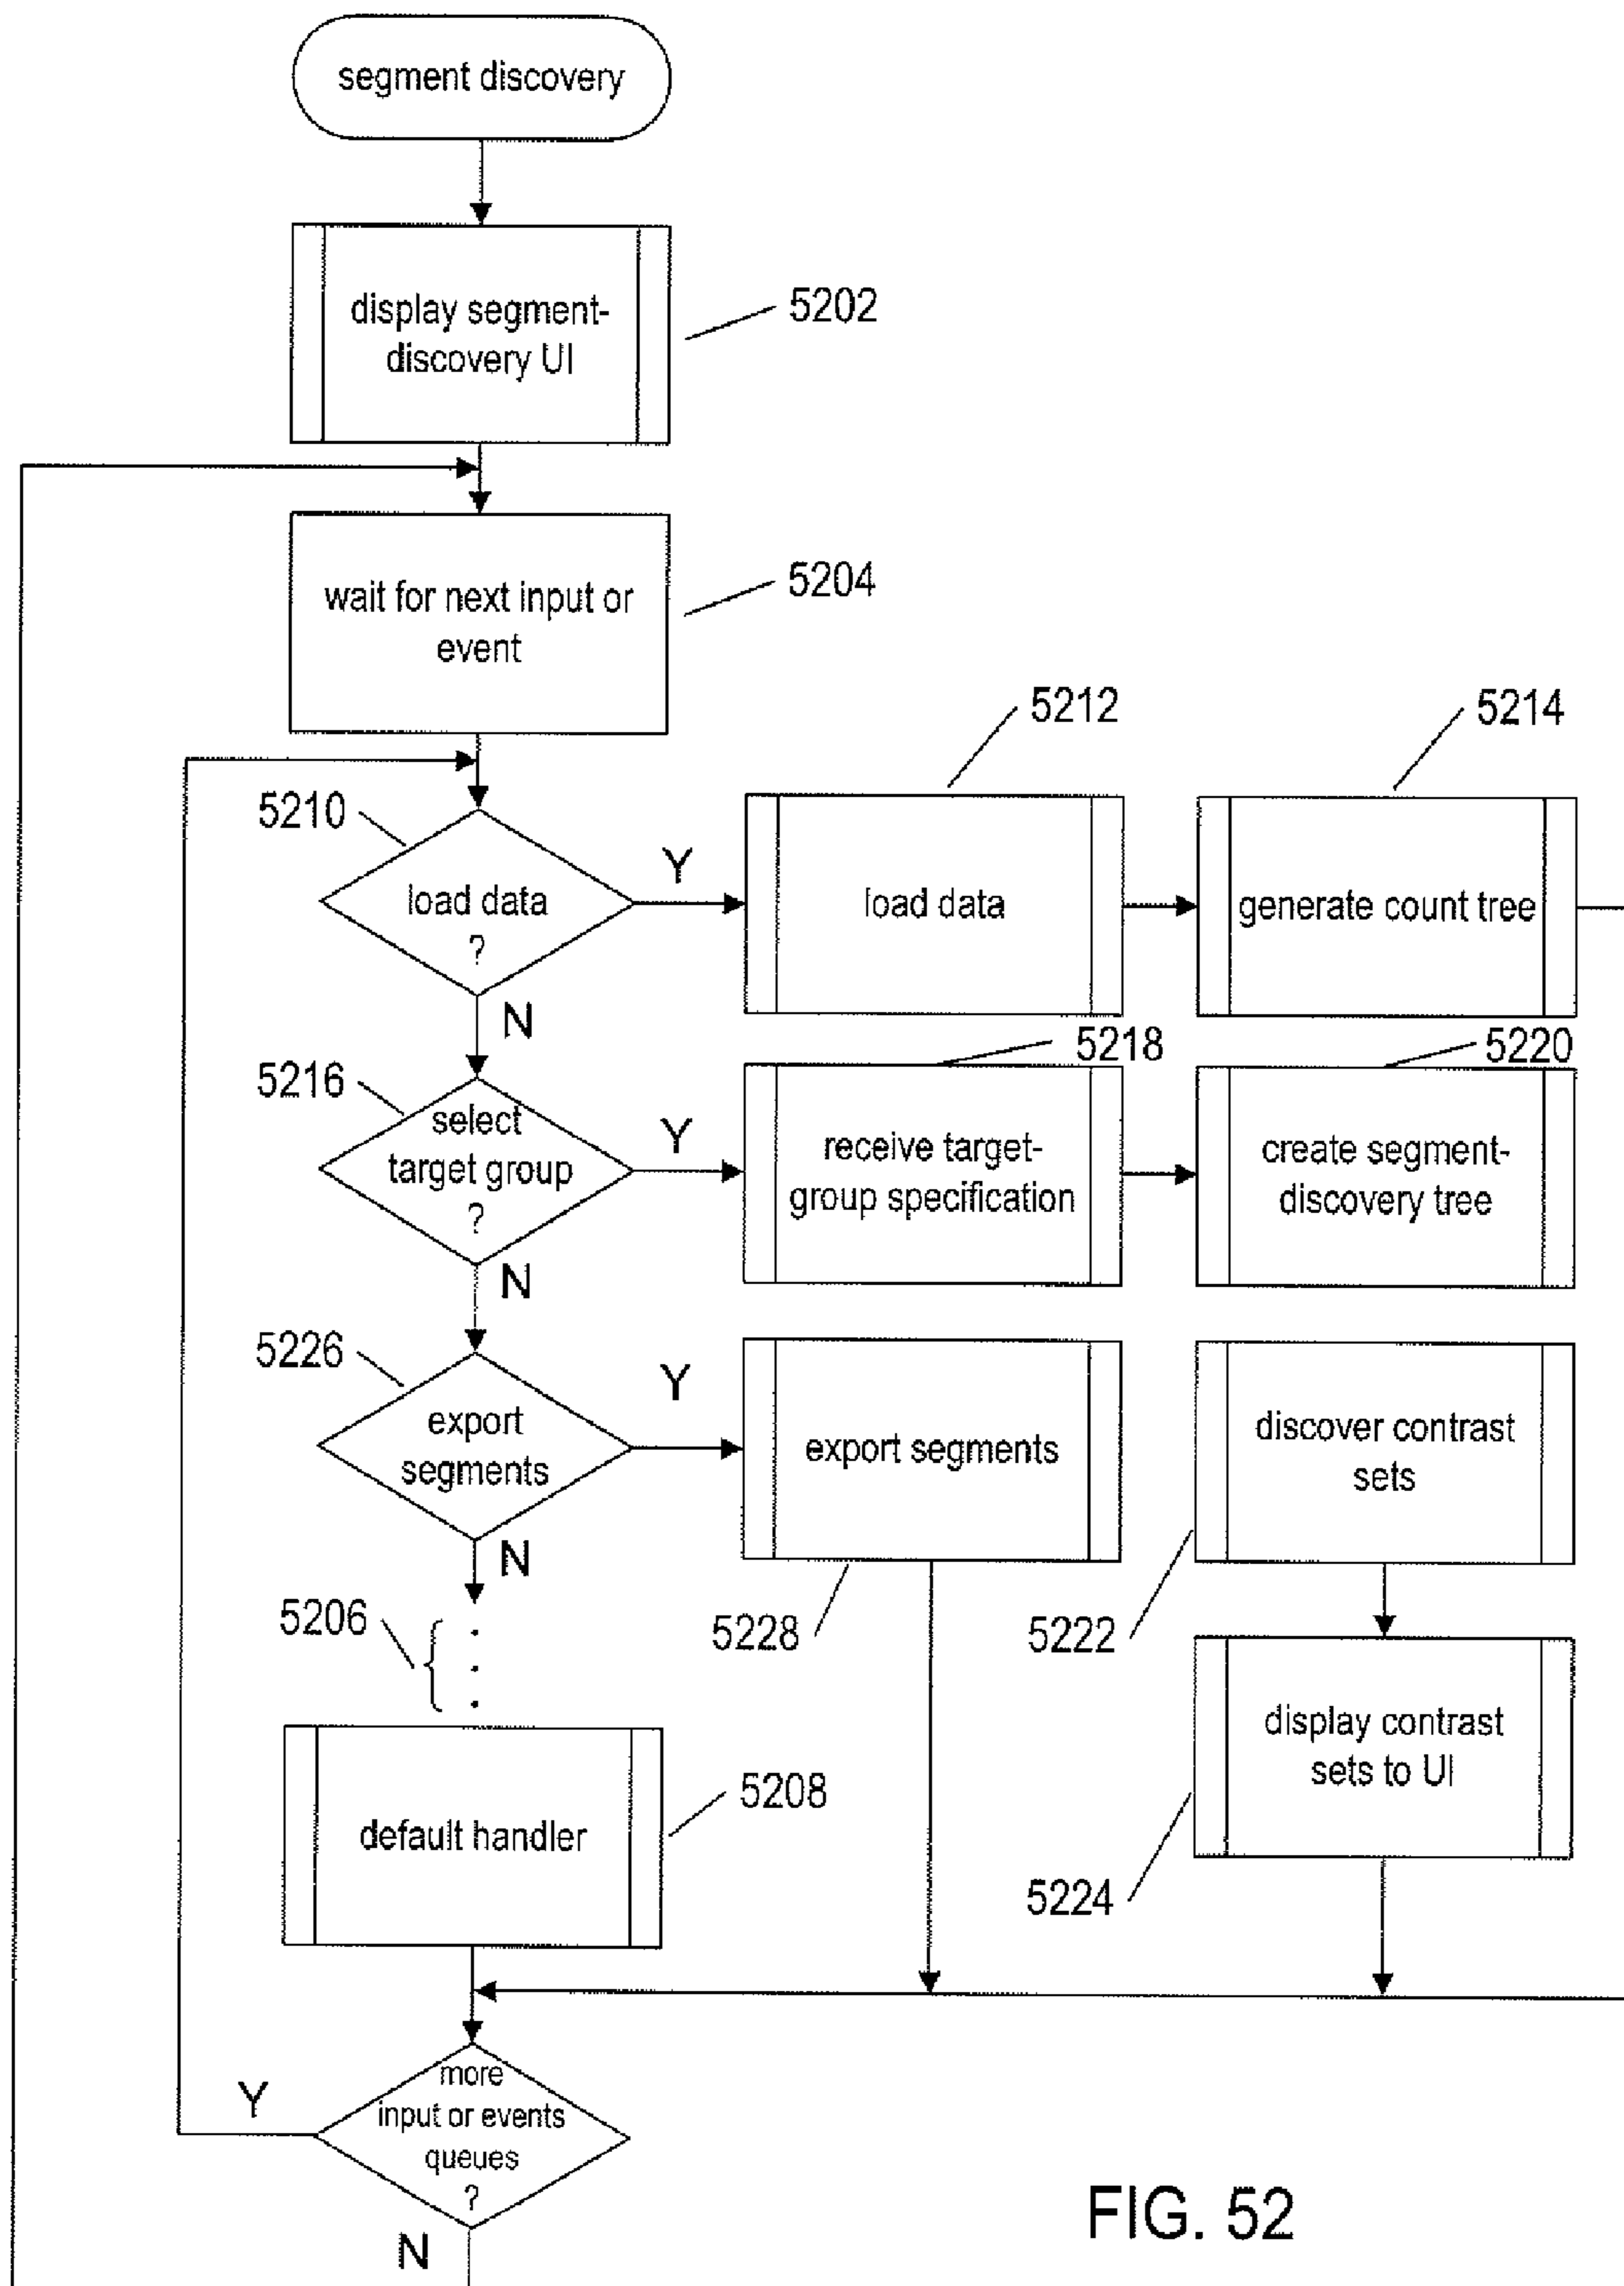 segment discovery
display segment-
discovery UI
5202
wait for next input or
event
5204
5212
5214
5210
load data
?
Y
load data
generate count tree
N
5218
5220
5216
select
target group
?
Y
receive target-
group specification
create segment-
discovery tree
N
5226
export
segments
Y
export segments
discover contrast
sets
N
5206
5228
5222
display contrast
sets to UI
default handler
5208
5224
more
input or events
queues
?
Y
N
FIG. 52